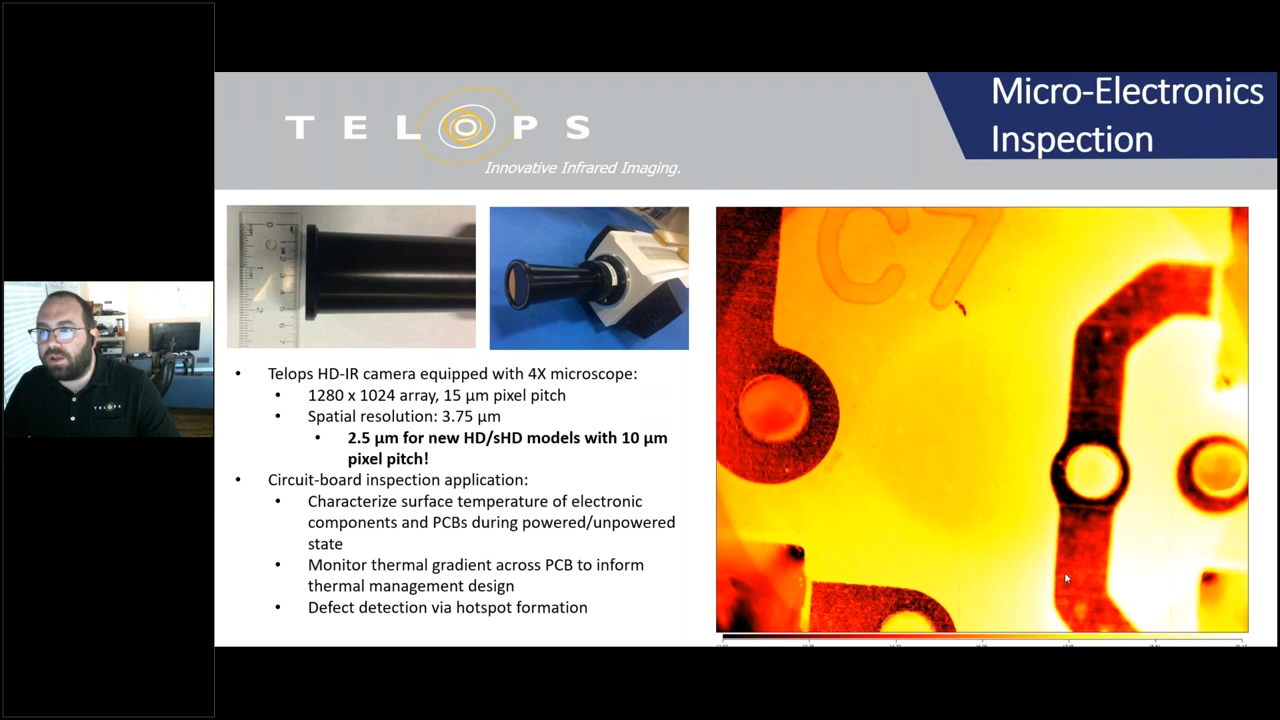 TELOPS
Innovative Infrared Imaging.
Micro-Electronics
Inspection
C7
• Telops HD-IR camera equipped with 4X microscope:
• 1280 x 1024 array, 15 µm pixel pitch
• Spatial resolution: 3.75 µm
• 2.5 µm for new HD/sHD models with 10 µm
pixel pitch!
• Circuit-board inspection application:
• Characterize surface temperature of electronic
components and PCBs during powered/unpowered
state
• Monitor thermal gradient across PCB to inform
thermal management design
• Defect detection via hotspot formation
TELOPS